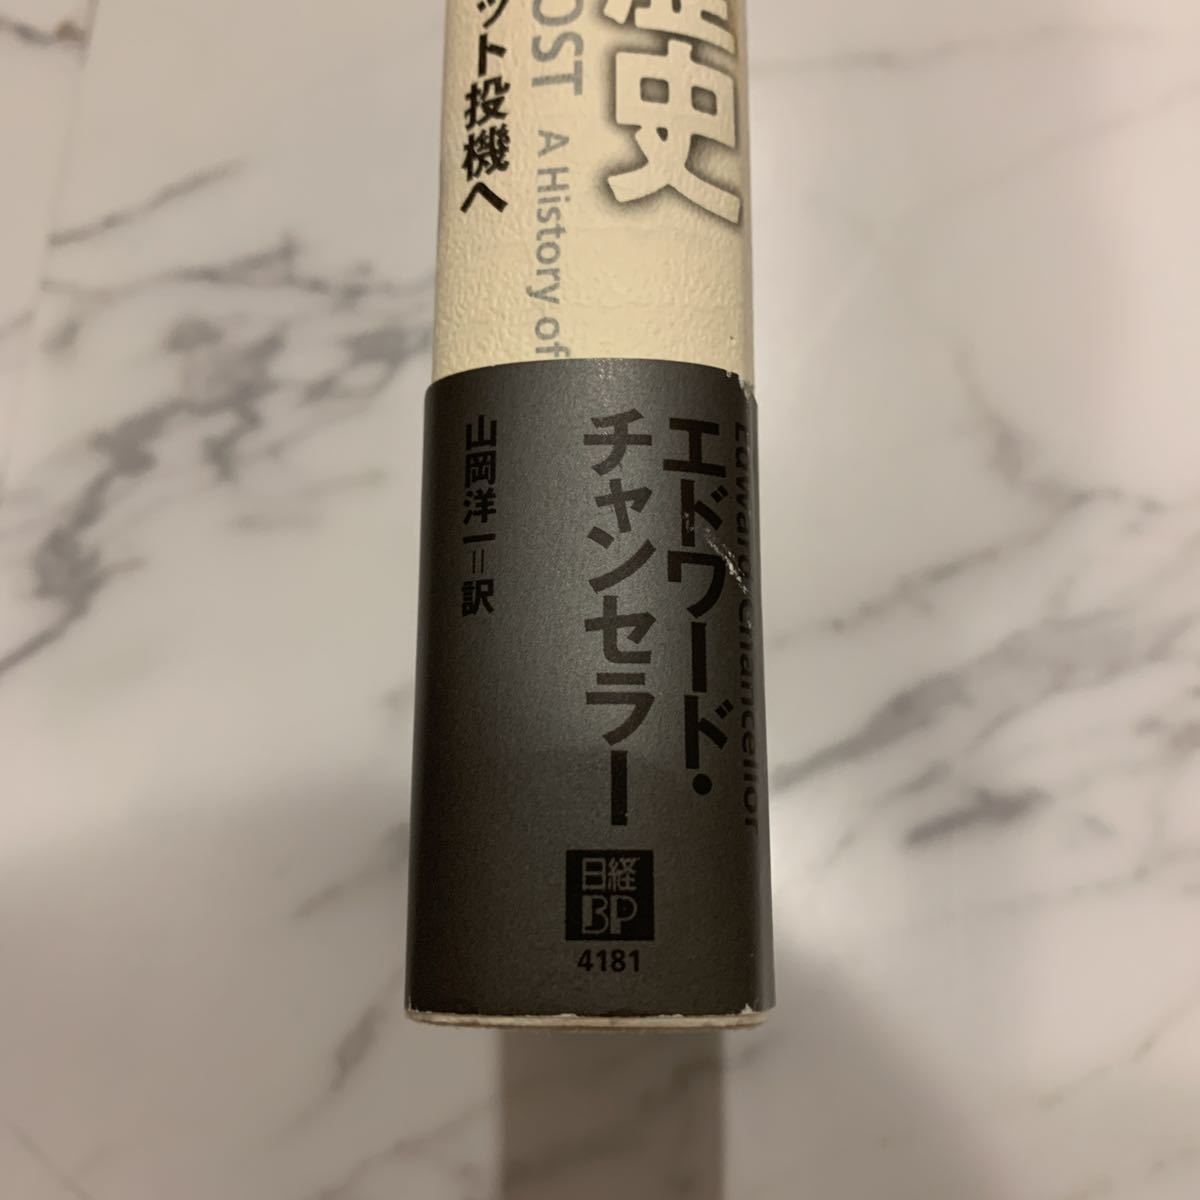 歴史
OST A History of
ット投機へ
Edward Chancellor
エドワード・
チャンセラー
山岡洋一=訳
日経
BP
4181